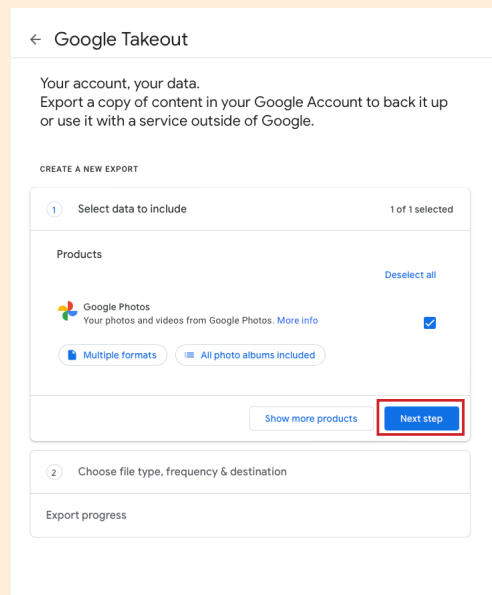 Google Takeout
Your account, your data.
Export a copy of content in your Google Account to back it up
or use it with a service outside of Google.
CREATE A NEW EXPORT
1 Select data to include 1 of 1 selected
Products
Deselect all
Google Photos
Your photos and videos from Google Photos. More info
Multiple formats All photo albums included
Show more products Next step
2 Choose file type, frequency & destination
Export progress